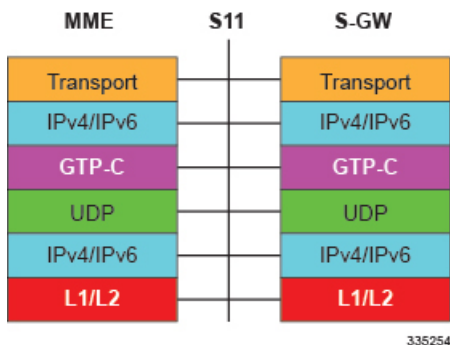 MME S11 S-GW
Transport Transport
IPv4/IPv6 IPv4/IPv6
GTP-C GTP-C
UDP UDP
IPv4/IPv6 IPv4/IPv6
L1/L2 L1/L2
335254